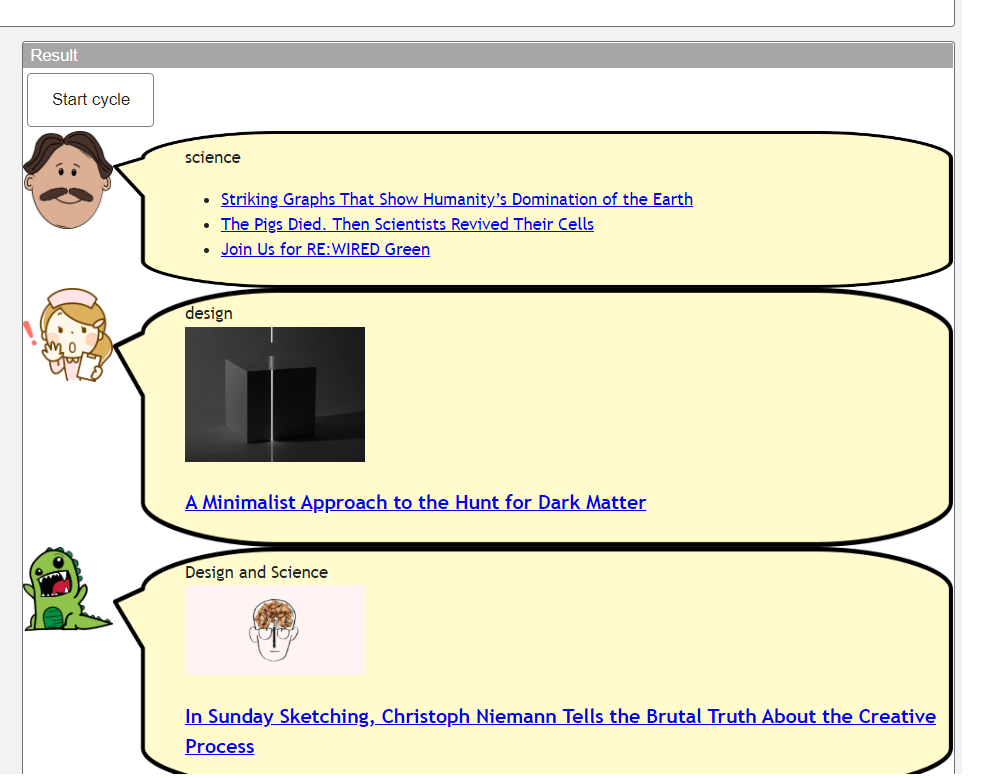 Result
Start cycle
science
Striking Graphs That Show Humanity’s Domination of the Earth
The Pigs Died. Then Scientists Revived Their Cells
Join Us for RE:WIRED Green
design
A Minimalist Approach to the Hunt for Dark Matter
Design and Science
In Sunday Sketching, Christoph Niemann Tells the Brutal Truth About the Creative
Process